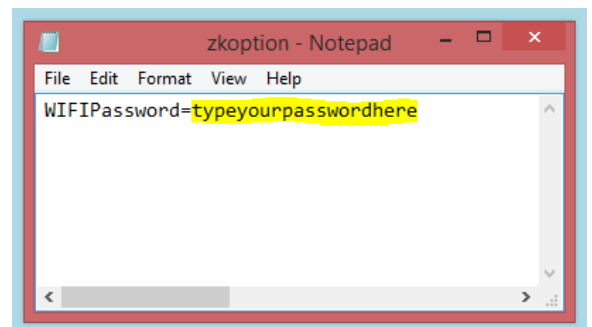 zkoption - Notepad
File Edit Format View Help
WIFIPassword=typeyourpasswordhere